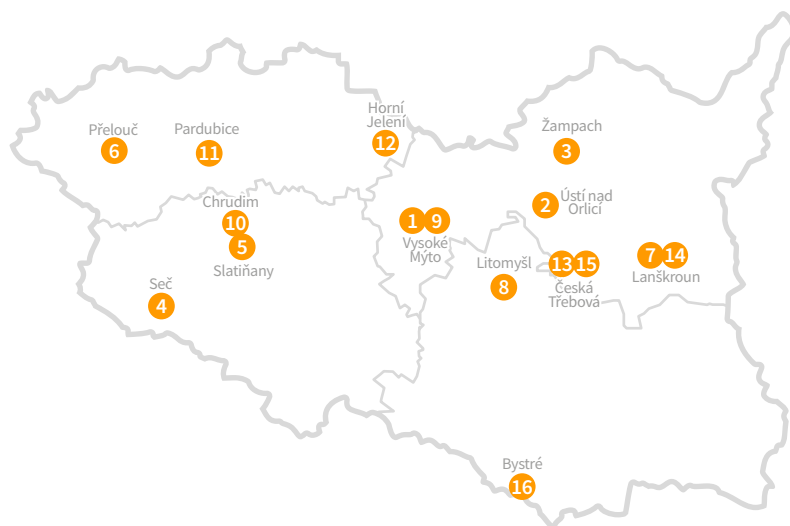 Horní
Jelení
12
Přelouč
6
Pardubice
11
Žampach
3
Ústí nad
Orlicí
2
Chrudim
10
5
Slatiňany
1 9
Vysoké
Mýto
Litomyšl
8
13 15
Česká
Třebová
7 14
Lanškroun
Seč
4
Bystré
16